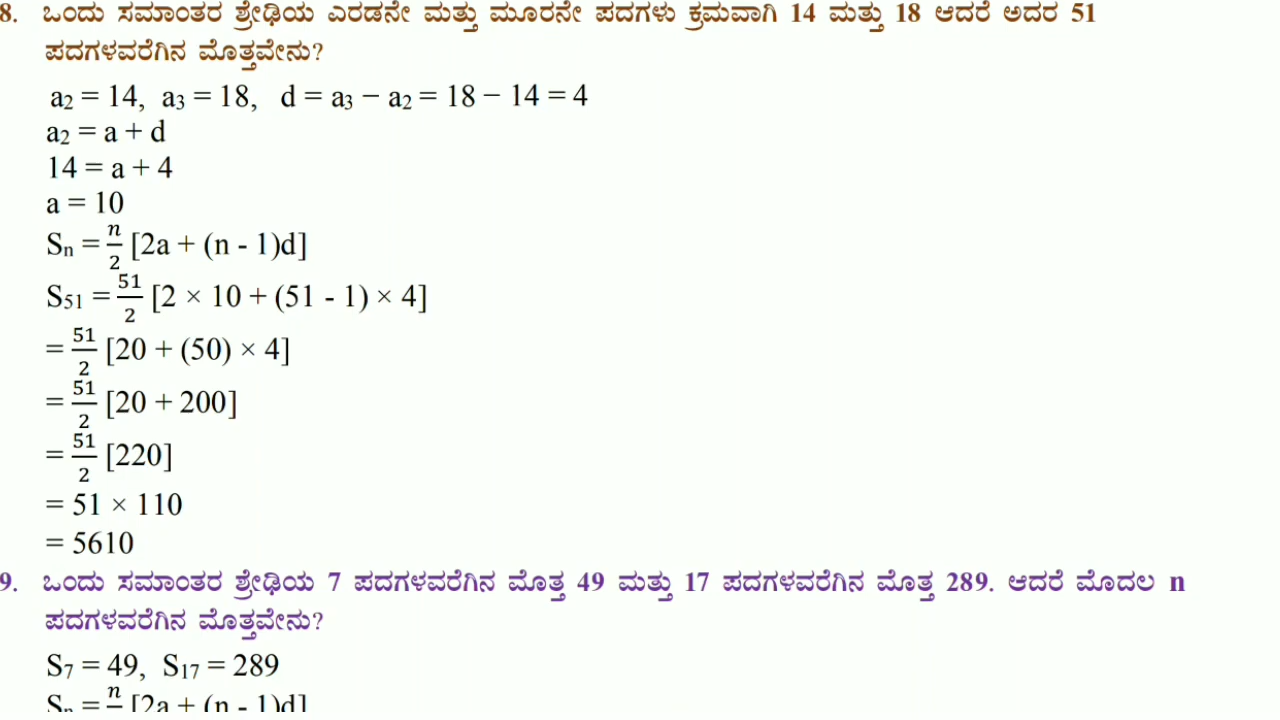 8. ಒಂದು ಸಮಾಂತರ ಶ್ರೇಢಿಯ ಎರಡನೇ ಮತ್ತು ಮೂರನೇ ಪದಗಳು ಕ್ರಮವಾಗಿ 14 ಮತ್ತು 18 ಆದರೆ ಅದರ 51
ಪದಗಳವರೆಗಿನ ಮೊತ್ತವೇನು?
a₂ = 14, a₃ = 18, d = a₃ − a₂ = 18 − 14 = 4
a₂ = a + d
14 = a + 4
a = 10
Sₙ = n/2 [2a + (n - 1)d]
S₅₁ = 51/2 [2 × 10 + (51 - 1) × 4]
= 51/2 [20 + (50) × 4]
= 51/2 [20 + 200]
= 51/2 [220]
= 51 × 110
= 5610
9. ಒಂದು ಸಮಾಂತರ ಶ್ರೇಢಿಯ 7 ಪದಗಳವರೆಗಿನ ಮೊತ್ತ 49 ಮತ್ತು 17 ಪದಗಳವರೆಗಿನ ಮೊತ್ತ 289. ಆದರೆ ಮೊದಲ n
ಪದಗಳವರೆಗಿನ ಮೊತ್ತವೇನು?
S₇ = 49, S₁₇ = 289
Sₙ = n [2a + (n - 1)d]